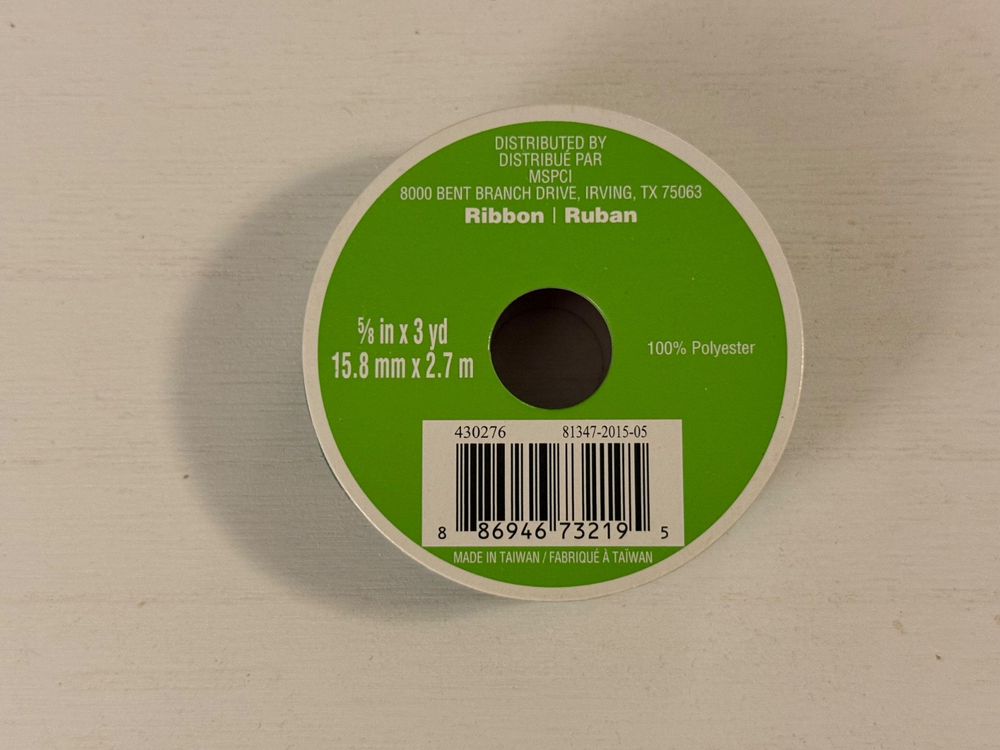 DISTRIBUTED BY
DISTRIBUÉ PAR
MSPCI
8000 BENT BRANCH DRIVE, IRVING, TX 75063
Ribbon | Ruban
⅝ in x 3 yd
15.8 mm x 2.7 m
100% Polyester
430276 81347-2015-05
8 86946 73219 5
MADE IN TAIWAN / FABRIQUÉ À TAÏWAN